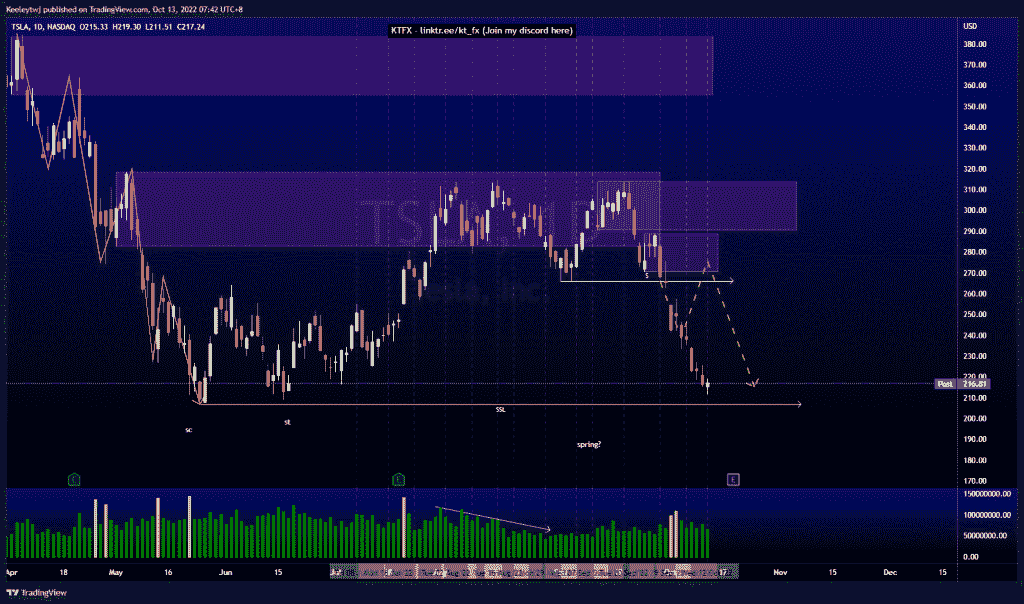 Keeleytwj published on TradingView.com, Oct 13, 2022 07:42 UTC+8
TSLA, 1D, NASDAQ O215.33 H219.30 L211.51 C217.24
KTFX - linktr.ee/kt_fx (Join my discord here)
USD
380.00
370.00
360.00
350.00
340.00
330.00
320.00
310.00
300.00
290.00
280.00
270.00
260.00
250.00
240.00
230.00
220.00
Post 216.81
210.00
200.00
190.00
180.00
170.00
TSLA, 1D
S
SSL
sc
st
spring?
E
E
E
150000000.00
100000000.00
50000000.00
0.00
Apr 18 May 16 Jun 15 17 Nov 15 Dec 15
TradingView